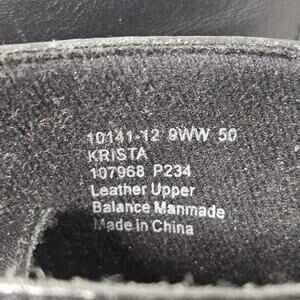 10141-12 9WW 50
KRISTA
107968 P234
Leather Upper
Balance Manmade
Made in China